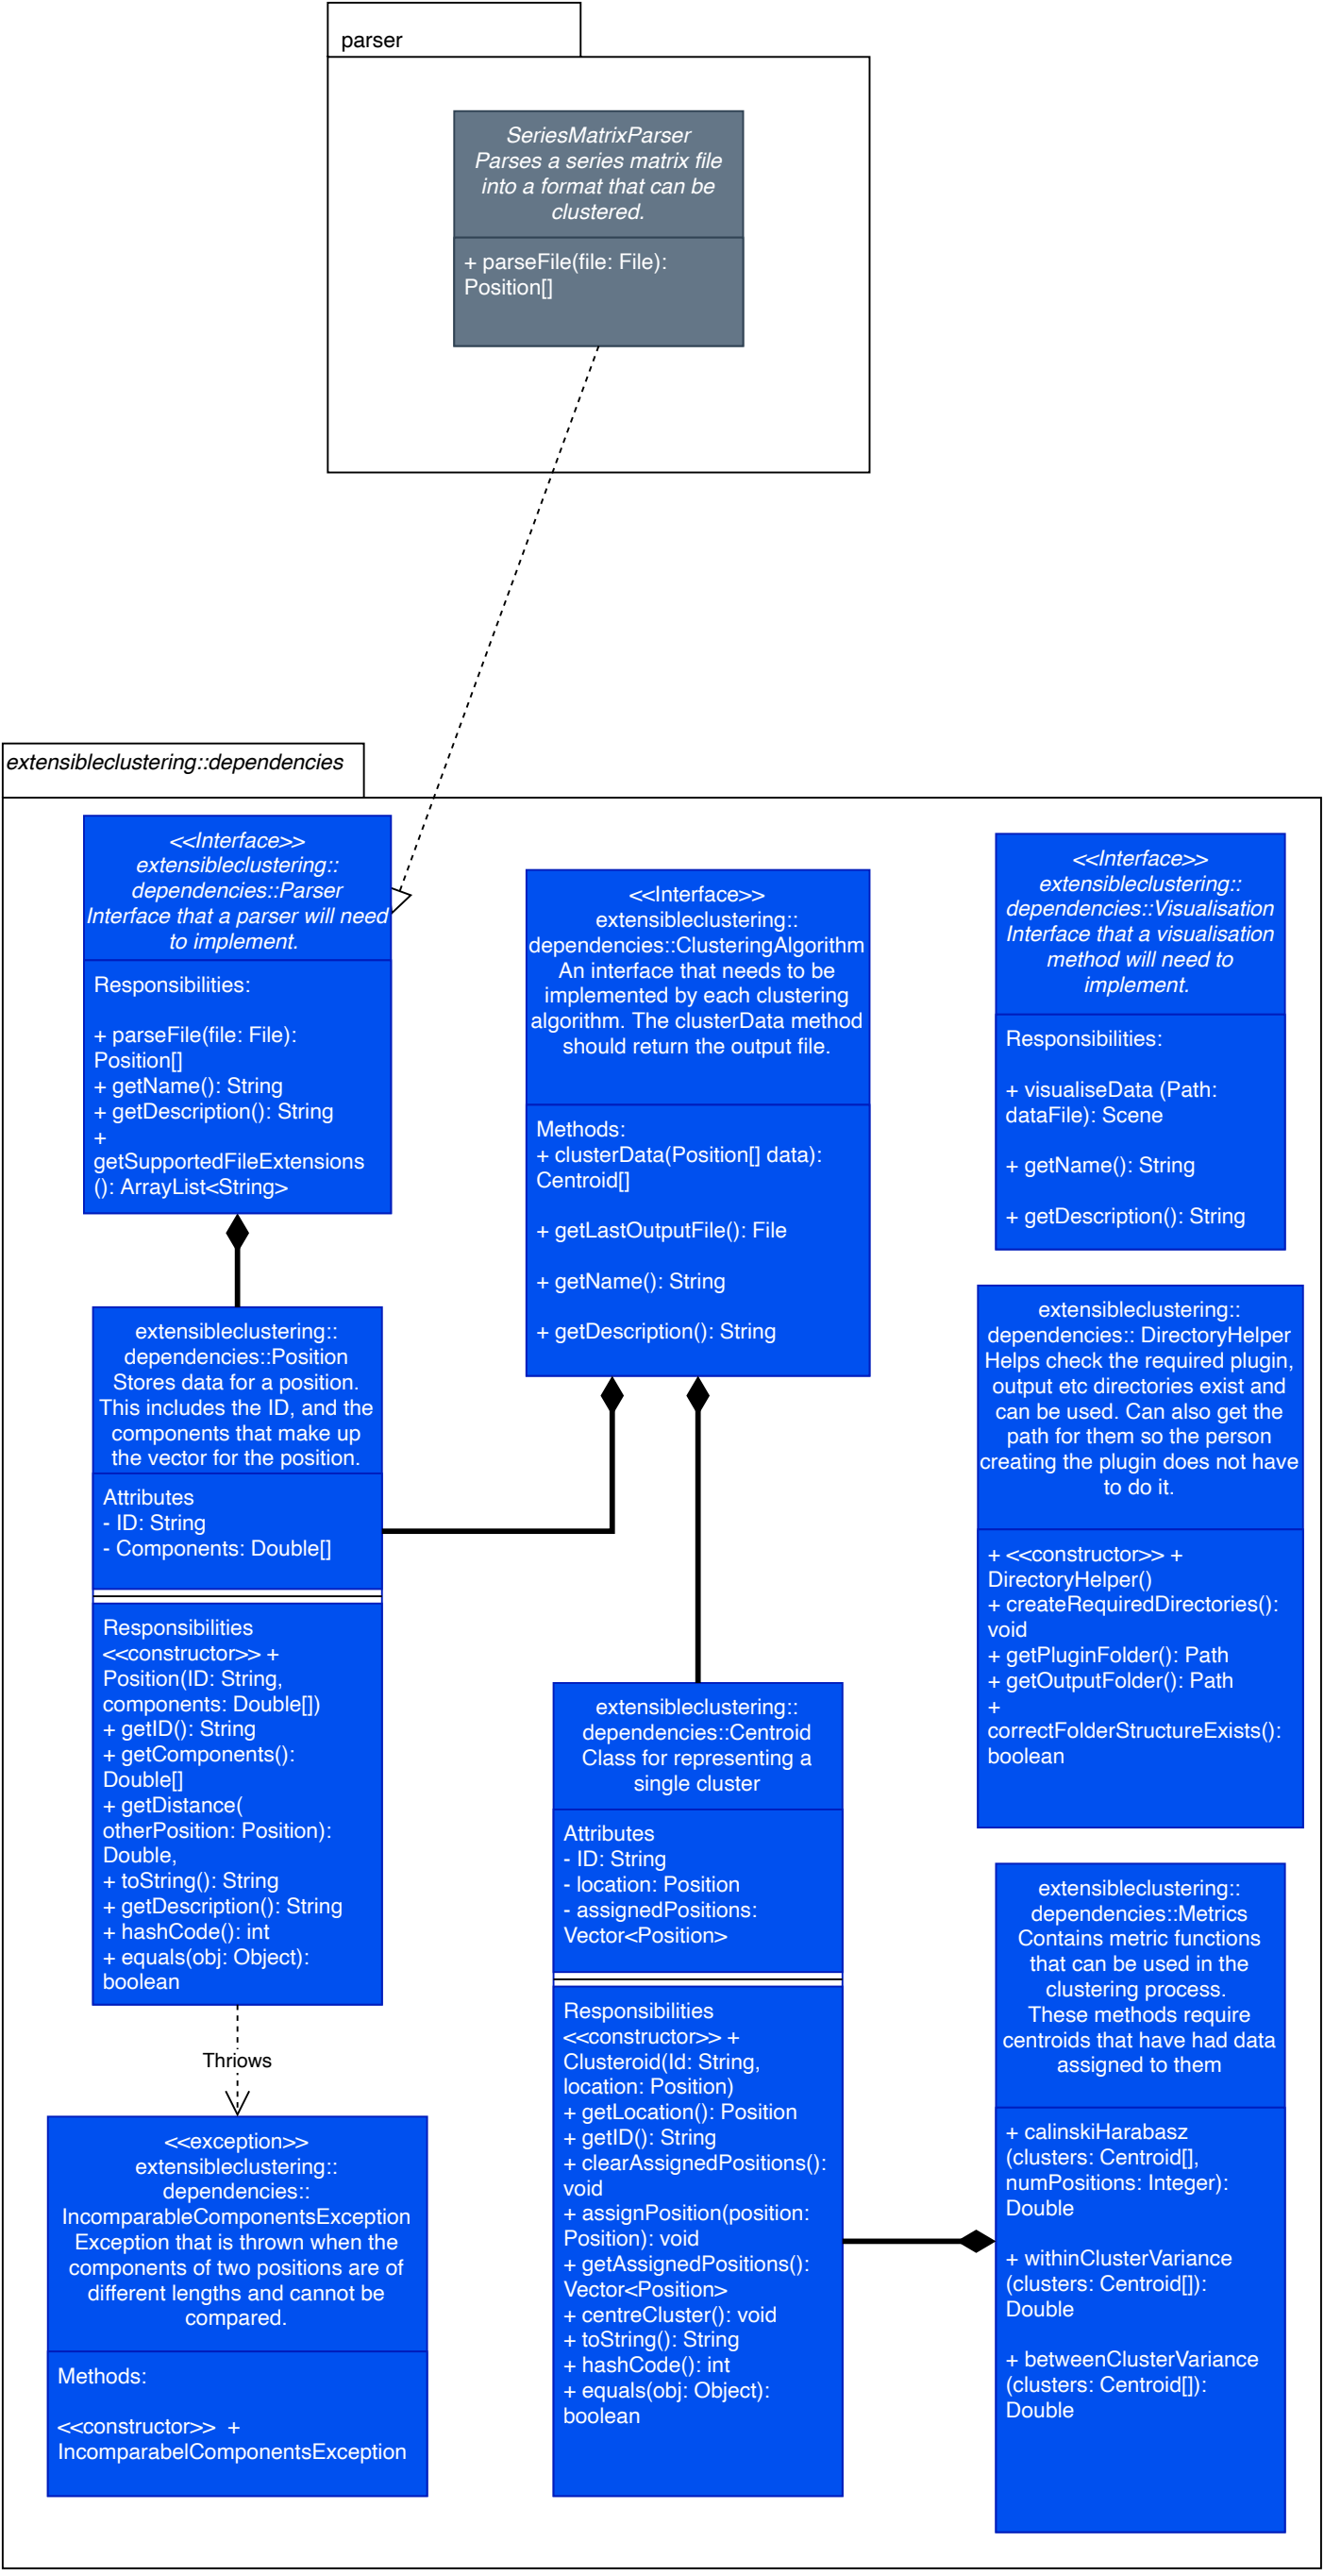 parser
SeriesMatrixParser
Parses a series matrix file
into a format that can be
clustered.
+ parseFile(file: File):
Position[]
extensibleclustering::dependencies
<<Interface>>
extensibleclustering::
dependencies::Parser
Interface that a parser will need
to implement.
Responsibilities:
+ parseFile(file: File):
Position[]
+ getName(): String
+ getDescription(): String
+
getSupportedFileExtensions
(): ArrayList<String>
<<Interface>>
extensibleclustering::
dependencies::ClusteringAlgorithm
An interface that needs to be
implemented by each clustering
algorithm. The clusterData method
should return the output file.
Methods:
+ clusterData(Position[] data):
Centroid[]
+ getLastOutputFile(): File
+ getName(): String
+ getDescription(): String
<<Interface>>
extensibleclustering::
dependencies::Visualisation
Interface that a visualisation
method will need to
implement.
Responsibilities:
+ visualiseData (Path:
dataFile): Scene
+ getName(): String
+ getDescription(): String
extensibleclustering::
dependencies::Position
Stores data for a position.
This includes the ID, and the
components that make up
the vector for the position.
Attributes
- ID: String
- Components: Double[]
Responsibilities
<<constructor>> +
Position(ID: String,
components: Double[])
+ getID(): String
+ getComponents():
Double[]
+ getDistance(
otherPosition: Position):
Double,
+ toString(): String
+ getDescription(): String
+ hashCode(): int
+ equals(obj: Object):
boolean
extensibleclustering::
dependencies:: DirectoryHelper
Helps check the required plugin,
output etc directories exist and
can be used. Can also get the
path for them so the person
creating the plugin does not have
to do it.
+ <<constructor>> +
DirectoryHelper()
+ createRequiredDirectories():
void
+ getPluginFolder(): Path
+ getOutputFolder(): Path
+
correctFolderStructureExists():
boolean
extensibleclustering::
dependencies::Centroid
Class for representing a
single cluster
Attributes
- ID: String
- location: Position
- assignedPositions:
Vector<Position>
Responsibilities
<<constructor>> +
Clusteroid(Id: String,
location: Position)
+ getLocation(): Position
+ getID(): String
+ clearAssignedPositions():
void
+ assignPosition(position:
Position): void
+ getAssignedPositions():
Vector<Position>
+ centreCluster(): void
+ toString(): String
+ hashCode(): int
+ equals(obj: Object):
boolean
extensibleclustering::
dependencies::Metrics
Contains metric functions
that can be used in the
clustering process.
These methods require
centroids that have had data
assigned to them
+ calinskiHarabasz
(clusters: Centroid[],
numPositions: Integer):
Double
+ withinClusterVariance
(clusters: Centroid[]):
Double
+ betweenClusterVariance
(clusters: Centroid[]):
Double
Thriows
<<exception>>
extensibleclustering::
dependencies::
IncomparableComponentsException
Exception that is thrown when the
components of two positions are of
different lengths and cannot be
compared.
Methods:
<<constructor>> +
IncomparabelComponentsException